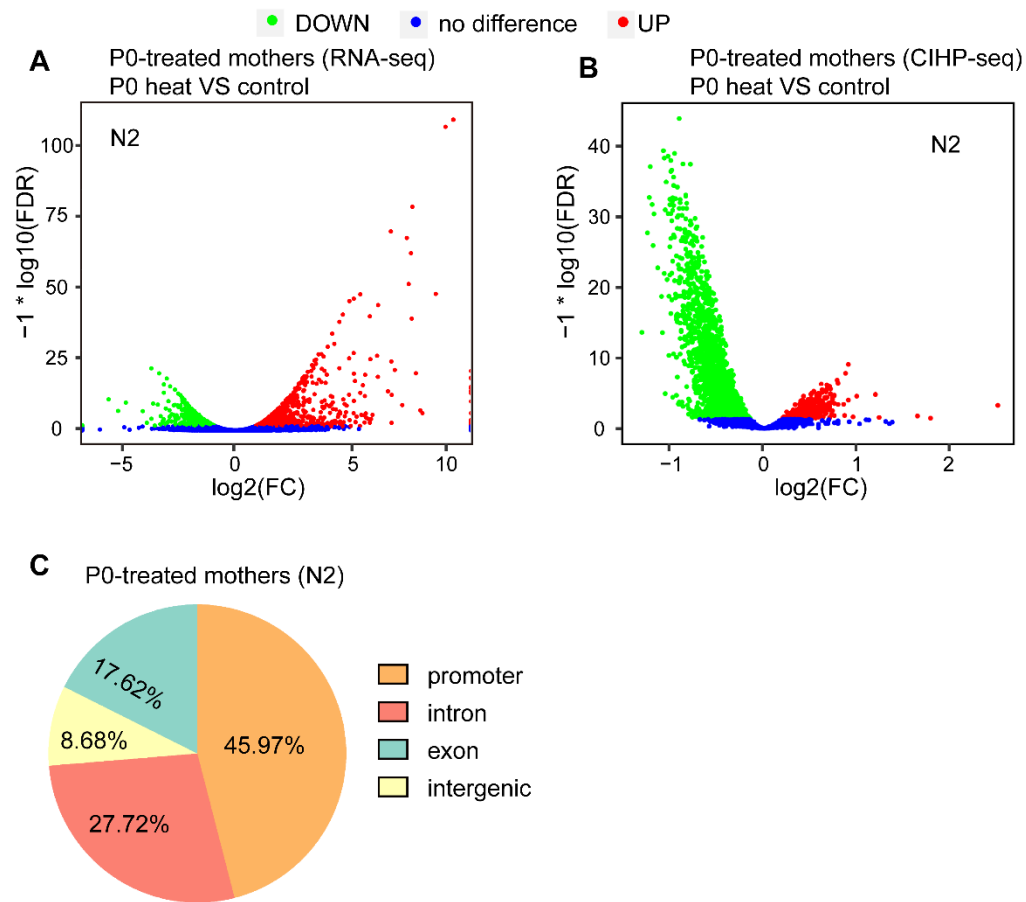 DOWN no difference UP
A P0-treated mothers (RNA-seq)
P0 heat VS control
N2
−1 * log10(FDR)
100
75
50
25
0
−5 0 5 10
log2(FC)
B P0-treated mothers (CIHP-seq)
P0 heat VS control
N2
−1 * log10(FDR)
40
30
20
10
0
−1 0 1 2
log2(FC)
C P0-treated mothers (N2)
17.62%
8.68%
45.97%
27.72%
promoter
intron
exon
intergenic